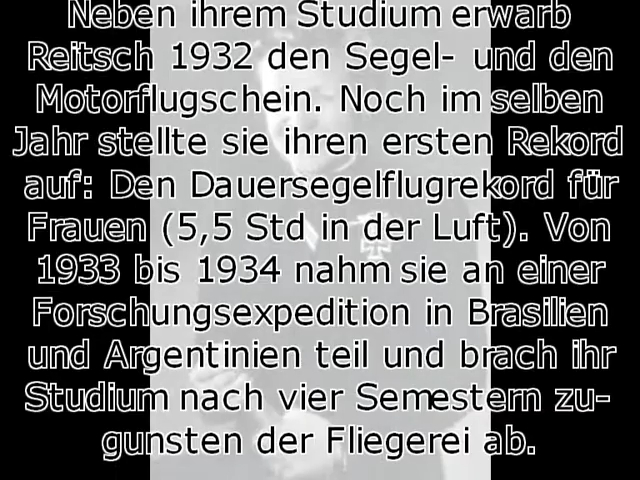 Neben ihrem Studium erwarb
Reitsch 1932 den Segel- und den
Motorflugschein. Noch im selben
Jahr stellte sie ihren ersten Rekord
auf: Den Dauersegelflugrekord für
Frauen (5,5 Std in der Luft). Von
1933 bis 1934 nahm sie an einer
Forschungsexpedition in Brasilien
und Argentinien teil und brach ihr
Studium nach vier Semestern zu-
gunsten der Fliegerei ab.